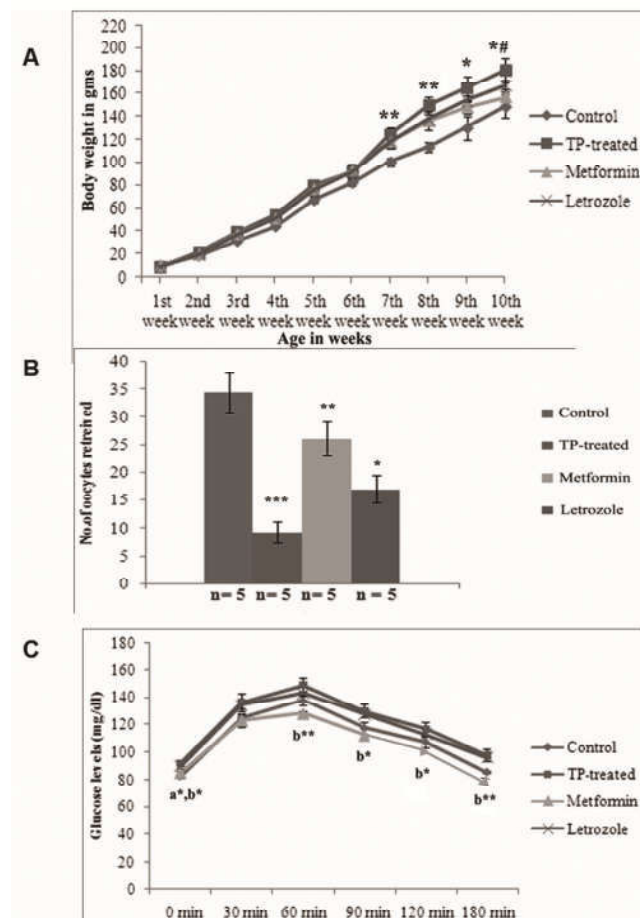 A
Body weight in gms
220
200
180
160
140
120
100
80
60
40
20
0
** ** * *#
1st 2nd 3rd 4th 5th 6th 7th 8th 9th 10th
week week week week week week week week week week
Age in weeks
Control
TP-treated
Metformin
Letrozole
B
No.of oocytes retreived
40
35
30
25
20
15
10
5
0
*** ** *
n= 5 n= 5 n= 5 n= 5
Control
TP-treated
Metformin
Letrozole
C
Glucose levels (mg/dl)
180
160
140
120
100
80
60
40
20
0
a*,b* b** b* b* b**
0 min 30 min 60 min 90 min 120 min 180 min
Control
TP-treated
Metformin
Letrozole